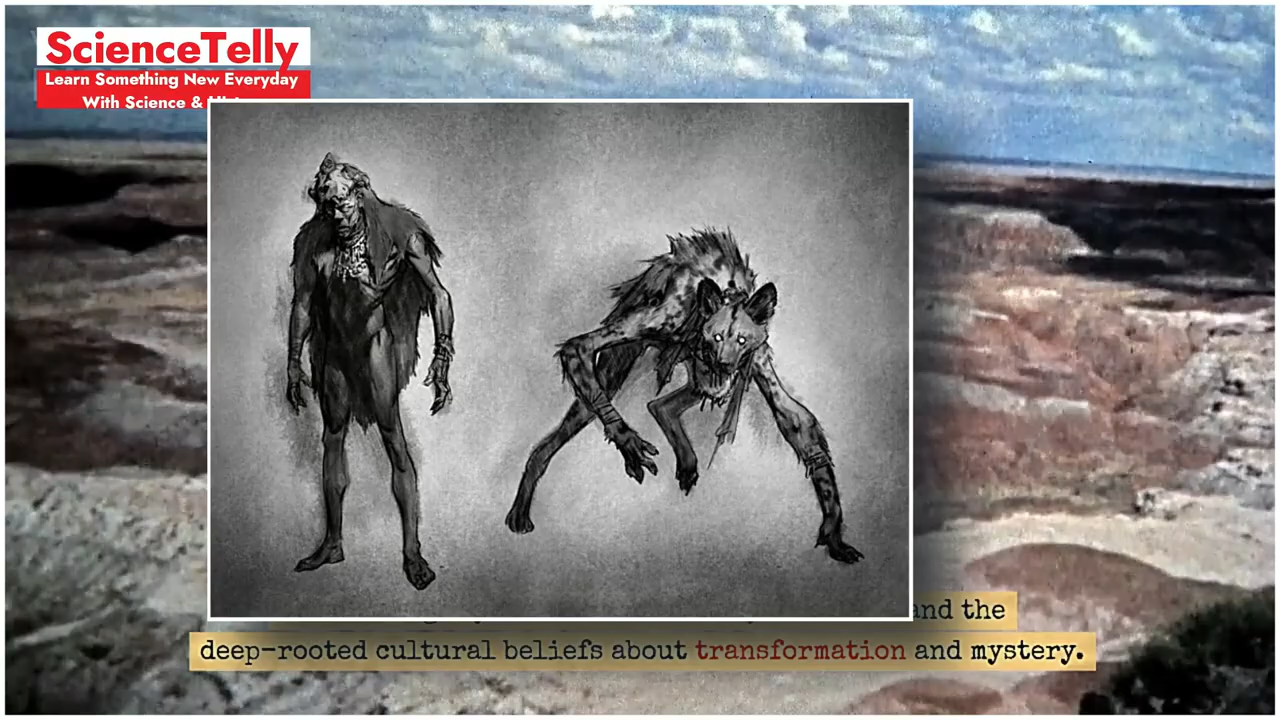 ScienceTelly
Learn Something New Everyday
With Science &
and the
deep-rooted cultural beliefs about transformation and mystery.